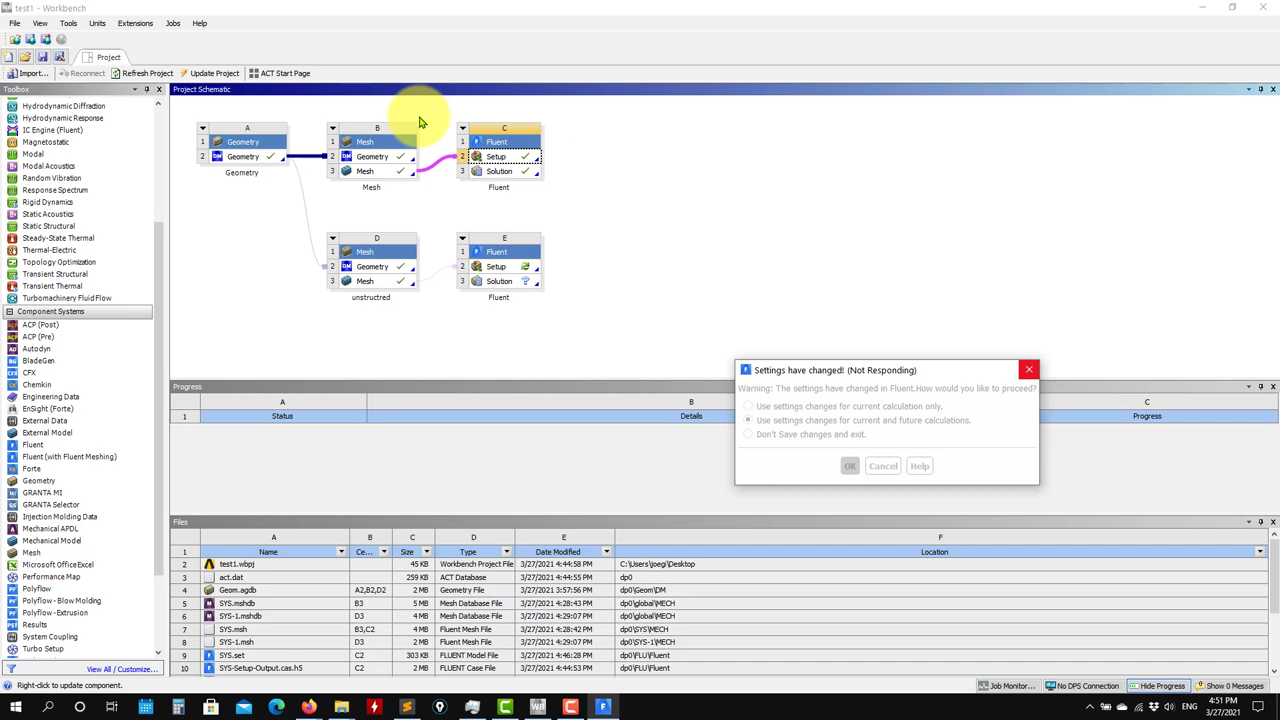 test1 - Workbench
File View Tools Units Extensions Jobs Help
Project
Import... Reconnect Refresh Project Update Project ACT Start Page
Toolbox
Hydrodynamic Diffraction
Hydrodynamic Response
IC Engine (Fluent)
Magnetostatic
Modal
Modal Acoustics
Random Vibration
Response Spectrum
Rigid Dynamics
Static Acoustics
Static Structural
Steady-State Thermal
Thermal-Electric
Topology Optimization
Transient Structural
Transient Thermal
Turbomachinery Fluid Flow
Component Systems
ACP (Post)
ACP (Pre)
Autodyn
BladeGen
CFX
Chemkin
Engineering Data
EnSight (Forte)
External Data
External Model
Fluent
Fluent (with Fluent Meshing)
Forte
Geometry
GRANTA MI
GRANTA Selector
Injection Molding Data
Mechanical APDL
Mechanical Model
Mesh
Microsoft Office Excel
Performance Map
Polyflow
Polyflow - Blow Molding
Polyflow - Extrusion
Results
System Coupling
Turbo Setup
View All / Customize...
Project Schematic
A
1 Geometry
2 DM Geometry
Geometry
B
1 Mesh
2 DM Geometry
3 Mesh
Mesh
C
1 Fluent
2 Setup
3 Solution
Fluent
D
1 Mesh
2 DM Geometry
3 Mesh
unstructred
E
1 Fluent
2 Setup
3 Solution
Fluent
Settings have changed! (Not Responding)
Warning: The settings have changed in Fluent.How would you like to proceed?
Use settings changes for current calculation only.
Use settings changes for current and future calculations.
Don't Save changes and exit.
OK Cancel Help
Progress
A B C
1 Status Details Progress
Files
A B C D E F
1 Name Ce... Size Type Date Modified Location
2 test1.wbpj 45 KB Workbench Project File 3/27/2021 4:44:58 PM C:\Users\joegi\Desktop
3 act.dat 259 KB ACT Database 3/27/2021 4:44:55 PM dp0
4 Geom.agdb A2,B2,D2 2 MB Geometry File 3/27/2021 3:57:56 PM dp0\Geom\DM
5 SYS.mshdb B3 5 MB Mesh Database File 3/27/2021 4:28:43 PM dp0\global\MECH
6 SYS-1.mshdb D3 6 MB Mesh Database File 3/27/2021 4:29:07 PM dp0\global\MECH
7 SYS.msh B3,C2 4 MB Fluent Mesh File 3/27/2021 4:28:42 PM dp0\SYS\MECH
8 SYS-1.msh D3 2 MB Fluent Mesh File 3/27/2021 4:29:07 PM dp0\SYS-1\MECH
9 SYS.set C2 303 KB FLUENT Model File 3/27/2021 4:46:28 PM dp0\FLU\Fluent
10 SYS-Setup-Output.cas.h5 C2 2 MB FLUENT Case File 3/27/2021 4:44:52 PM dp0\FLU\Fluent
Right-click to update component.
Job Monitor... No DPS Connection Hide Progress Show 0 Messages
ENG 4:51 PM
3/27/2021